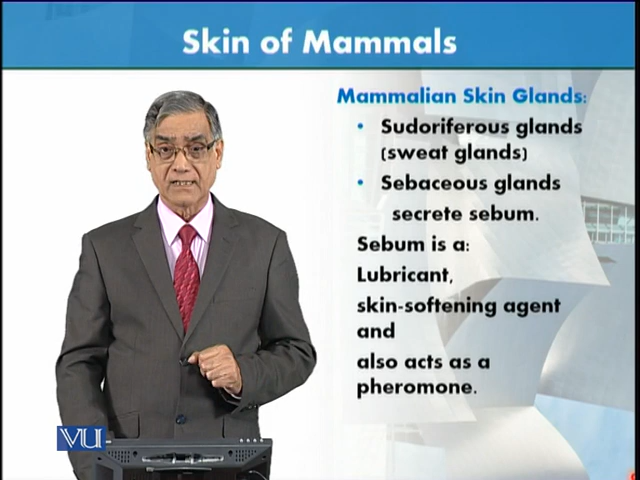 Skin of Mammals
Mammalian Skin Glands:
• Sudoriferous glands
(sweat glands)
• Sebaceous glands
secrete sebum.
Sebum is a:
Lubricant,
skin-softening agent
and
also acts as a
pheromone.
VU